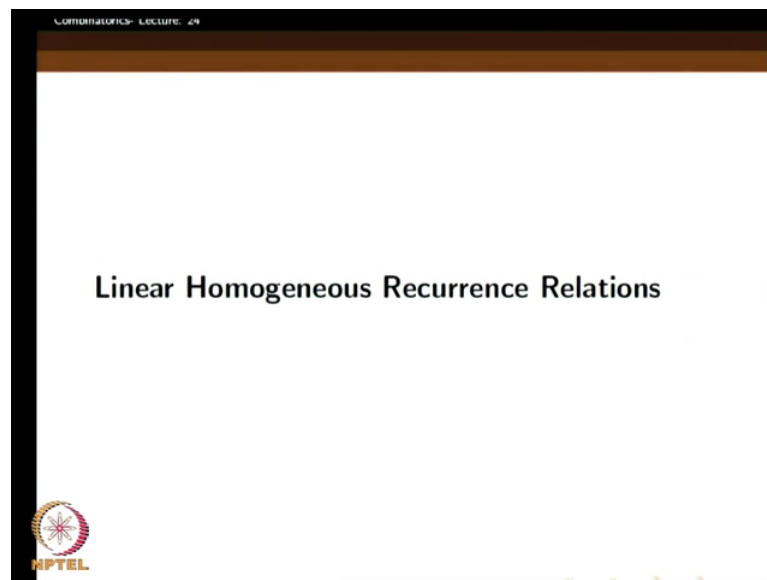 Combinatorics- Lecture: 24
Linear Homogeneous Recurrence Relations
NPTEL